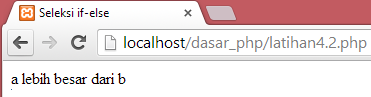 Seleksi if-else
localhost/dasar_php/latihan4.2.php
a lebih besar dari b